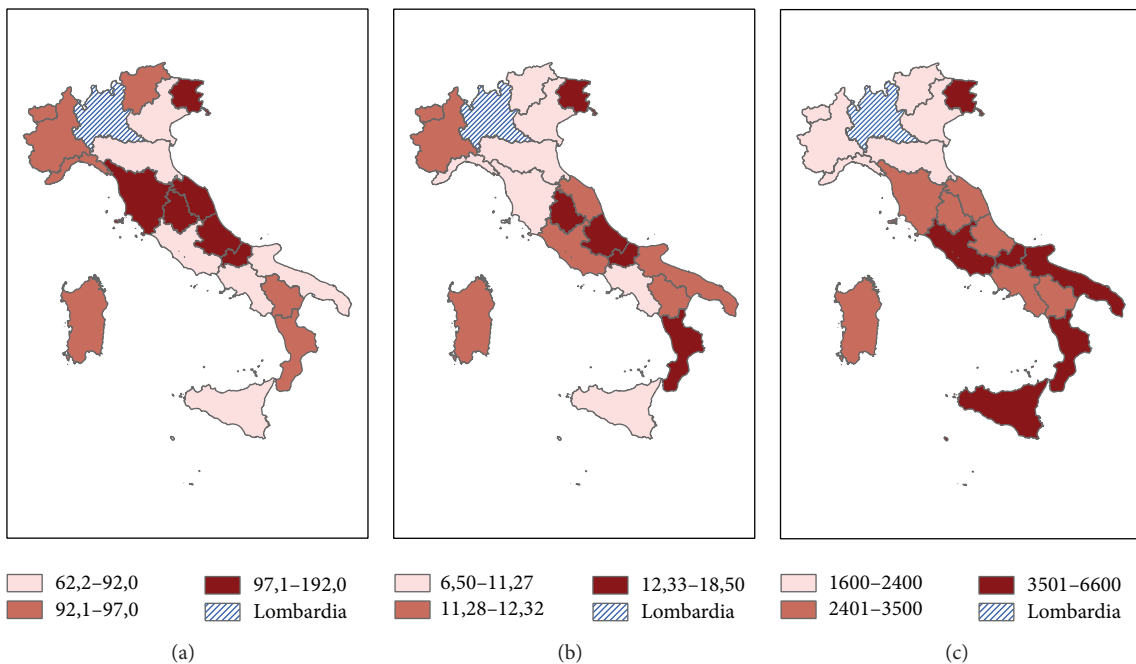 62,2–92,0
92,1–97,0
97,1–192,0
Lombardia
(a)
6,50–11,27
11,28–12,32
12,33–18,50
Lombardia
(b)
1600–2400
2401–3500
3501–6600
Lombardia
(c)